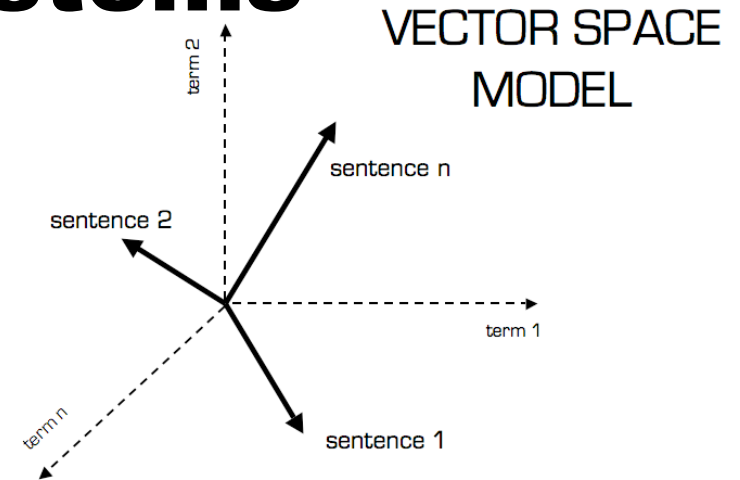 VECTOR SPACE
MODEL
term 2
sentence n
sentence 2
term 1
term n
sentence 1